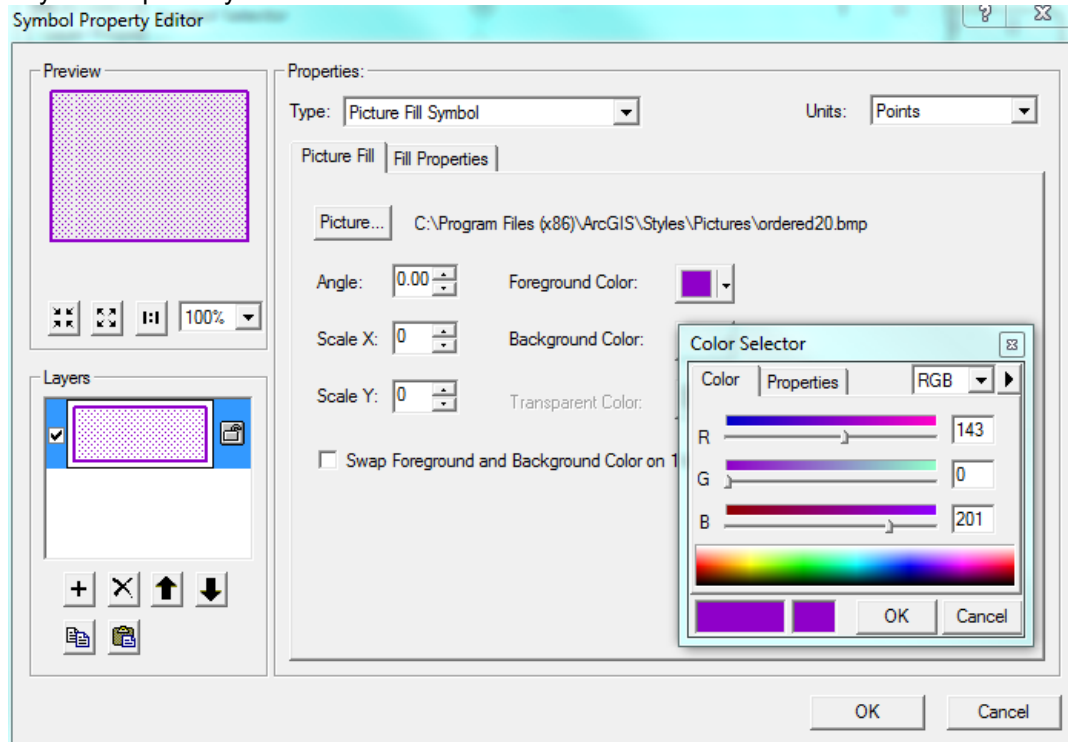 Symbol Property Editor
Preview
100%
Layers
Properties:
Type: Picture Fill Symbol Units: Points
Picture Fill Fill Properties
Picture... C:\Program Files (x86)\ArcGIS\Styles\Pictures\ordered20.bmp
Angle: 0.00 Foreground Color:
Scale X: 0 Background Color:
Scale Y: 0 Transparent Color:
Swap Foreground and Background Color on 1
Color Selector
Color Properties RGB
R 143
G 0
B 201
OK Cancel
OK Cancel